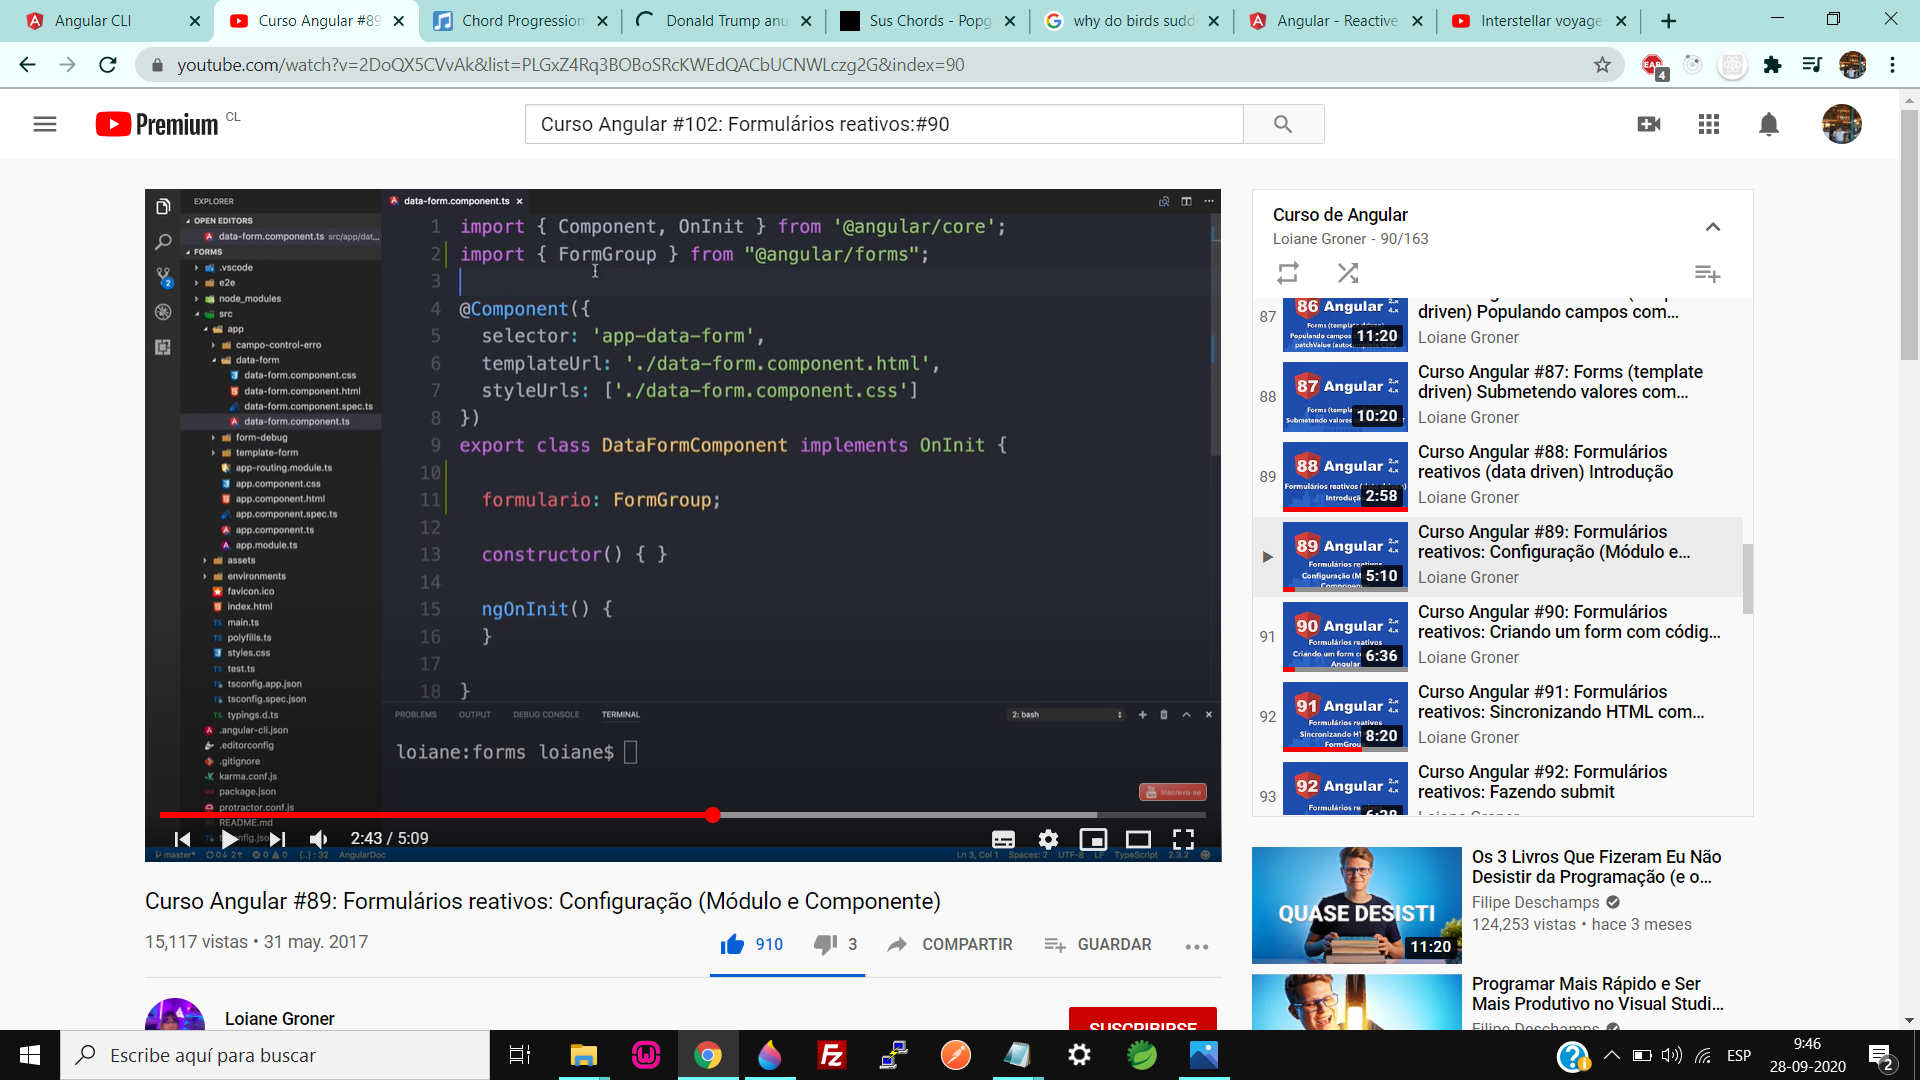 Angular CLI
Curso Angular #89
Chord Progression
Donald Trump anu
Sus Chords - Popg
why do birds sudd
Angular - Reactive
Interstellar voyage
youtube.com/watch?v=2DoQX5CVvAk&list=PLGxZ4Rq3BOBoSRcKWEdQACbUCNWLczg2G&index=90
4
Premium CL
Curso Angular #102: Formulários reativos:#90
EXPLORER
OPEN EDITORS
data-form.component.ts src/app/dat...
FORMS
.vscode
e2e
node_modules
src
app
campo-control-erro
data-form
data-form.component.css
data-form.component.html
data-form.component.spec.ts
data-form.component.ts
form-debug
template-form
app-routing.module.ts
app.component.css
app.component.html
app.component.spec.ts
app.component.ts
app.module.ts
assets
environments
favicon.ico
index.html
main.ts
polyfills.ts
styles.css
test.ts
tsconfig.app.json
tsconfig.spec.json
typings.d.ts
.angular-cli.json
.editorconfig
.gitignore
karma.conf.js
package.json
protractor.conf.js
README.md
data-form.component.ts
1 import { Component, OnInit } from '@angular/core';
2 import { FormGroup } from "@angular/forms";
3
4 @Component({
5 selector: 'app-data-form',
6 templateUrl: './data-form.component.html',
7 styleUrls: ['./data-form.component.css']
8 })
9 export class DataFormComponent implements OnInit {
10
11 formulario: FormGroup;
12
13 constructor() { }
14
15 ngOnInit() {
16 }
17
18 }
PROBLEMS OUTPUT DEBUG CONSOLE TERMINAL 2: bash
loiane:forms loiane$
Inscreva-se
2:43 / 5:09
master* AngularDoc Ln 3, Col 1 Spaces: 2 UTF-8 LF TypeScript 2.3.2
Curso Angular #89: Formulários reativos: Configuração (Módulo e Componente)
15,117 vistas • 31 may. 2017
910
3
COMPARTIR
GUARDAR
Loiane Groner
SUSCRIBIRSE
Curso de Angular
Loiane Groner - 90/163
87
86 Angular
11:20
driven) Populando campos com...
Loiane Groner
88
87 Angular 2.x 4.x
10:20
Curso Angular #87: Forms (template
driven) Submetendo valores com...
Loiane Groner
89
88 Angular 2.x 4.x
2:58
Curso Angular #88: Formulários
reativos (data driven) Introdução
Loiane Groner
89 Angular 2.x 4.x
5:10
Curso Angular #89: Formulários
reativos: Configuração (Módulo e...
Loiane Groner
91
90 Angular 2.x 4.x
6:36
Curso Angular #90: Formulários
reativos: Criando um form com códig...
Loiane Groner
92
91 Angular 2.x 4.x
8:20
Curso Angular #91: Formulários
reativos: Sincronizando HTML com...
Loiane Groner
93
92 Angular 2.x 4.x
Curso Angular #92: Formulários
reativos: Fazendo submit
QUASE DESISTI
11:20
Os 3 Livros Que Fizeram Eu Não
Desistir da Programação (e o...
Filipe Deschamps
124,253 vistas • hace 3 meses
Programar Mais Rápido e Ser
Mais Produtivo no Visual Studi...
Filipe Deschamps
Escribe aquí para buscar
ESP
9:46
28-09-2020
2